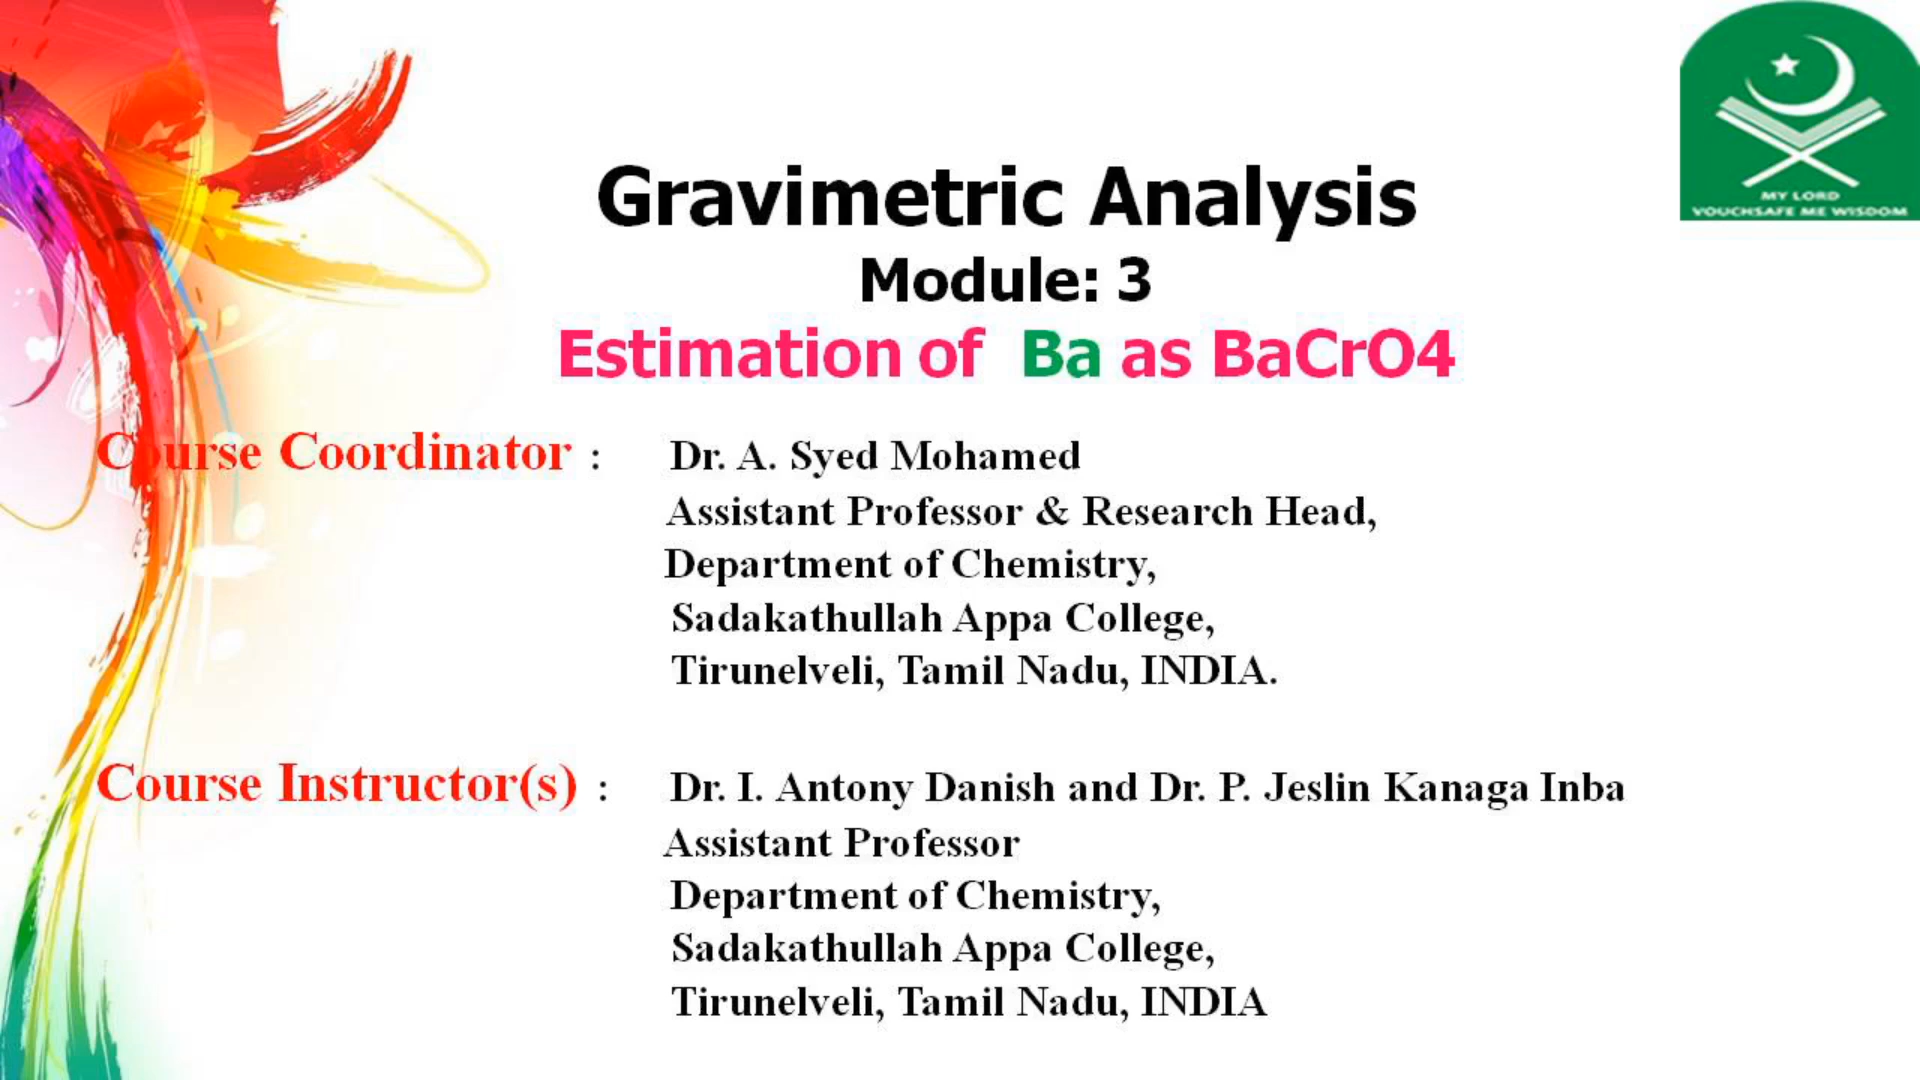 MY LORD
VOUCHSAFE ME WISDOM
Gravimetric Analysis
Module: 3
Estimation of Ba as BaCrO4
Course Coordinator : Dr. A. Syed Mohamed
Assistant Professor & Research Head,
Department of Chemistry,
Sadakathullah Appa College,
Tirunelveli, Tamil Nadu, INDIA.
Course Instructor(s) : Dr. I. Antony Danish and Dr. P. Jeslin Kanaga Inba
Assistant Professor
Department of Chemistry,
Sadakathullah Appa College,
Tirunelveli, Tamil Nadu, INDIA